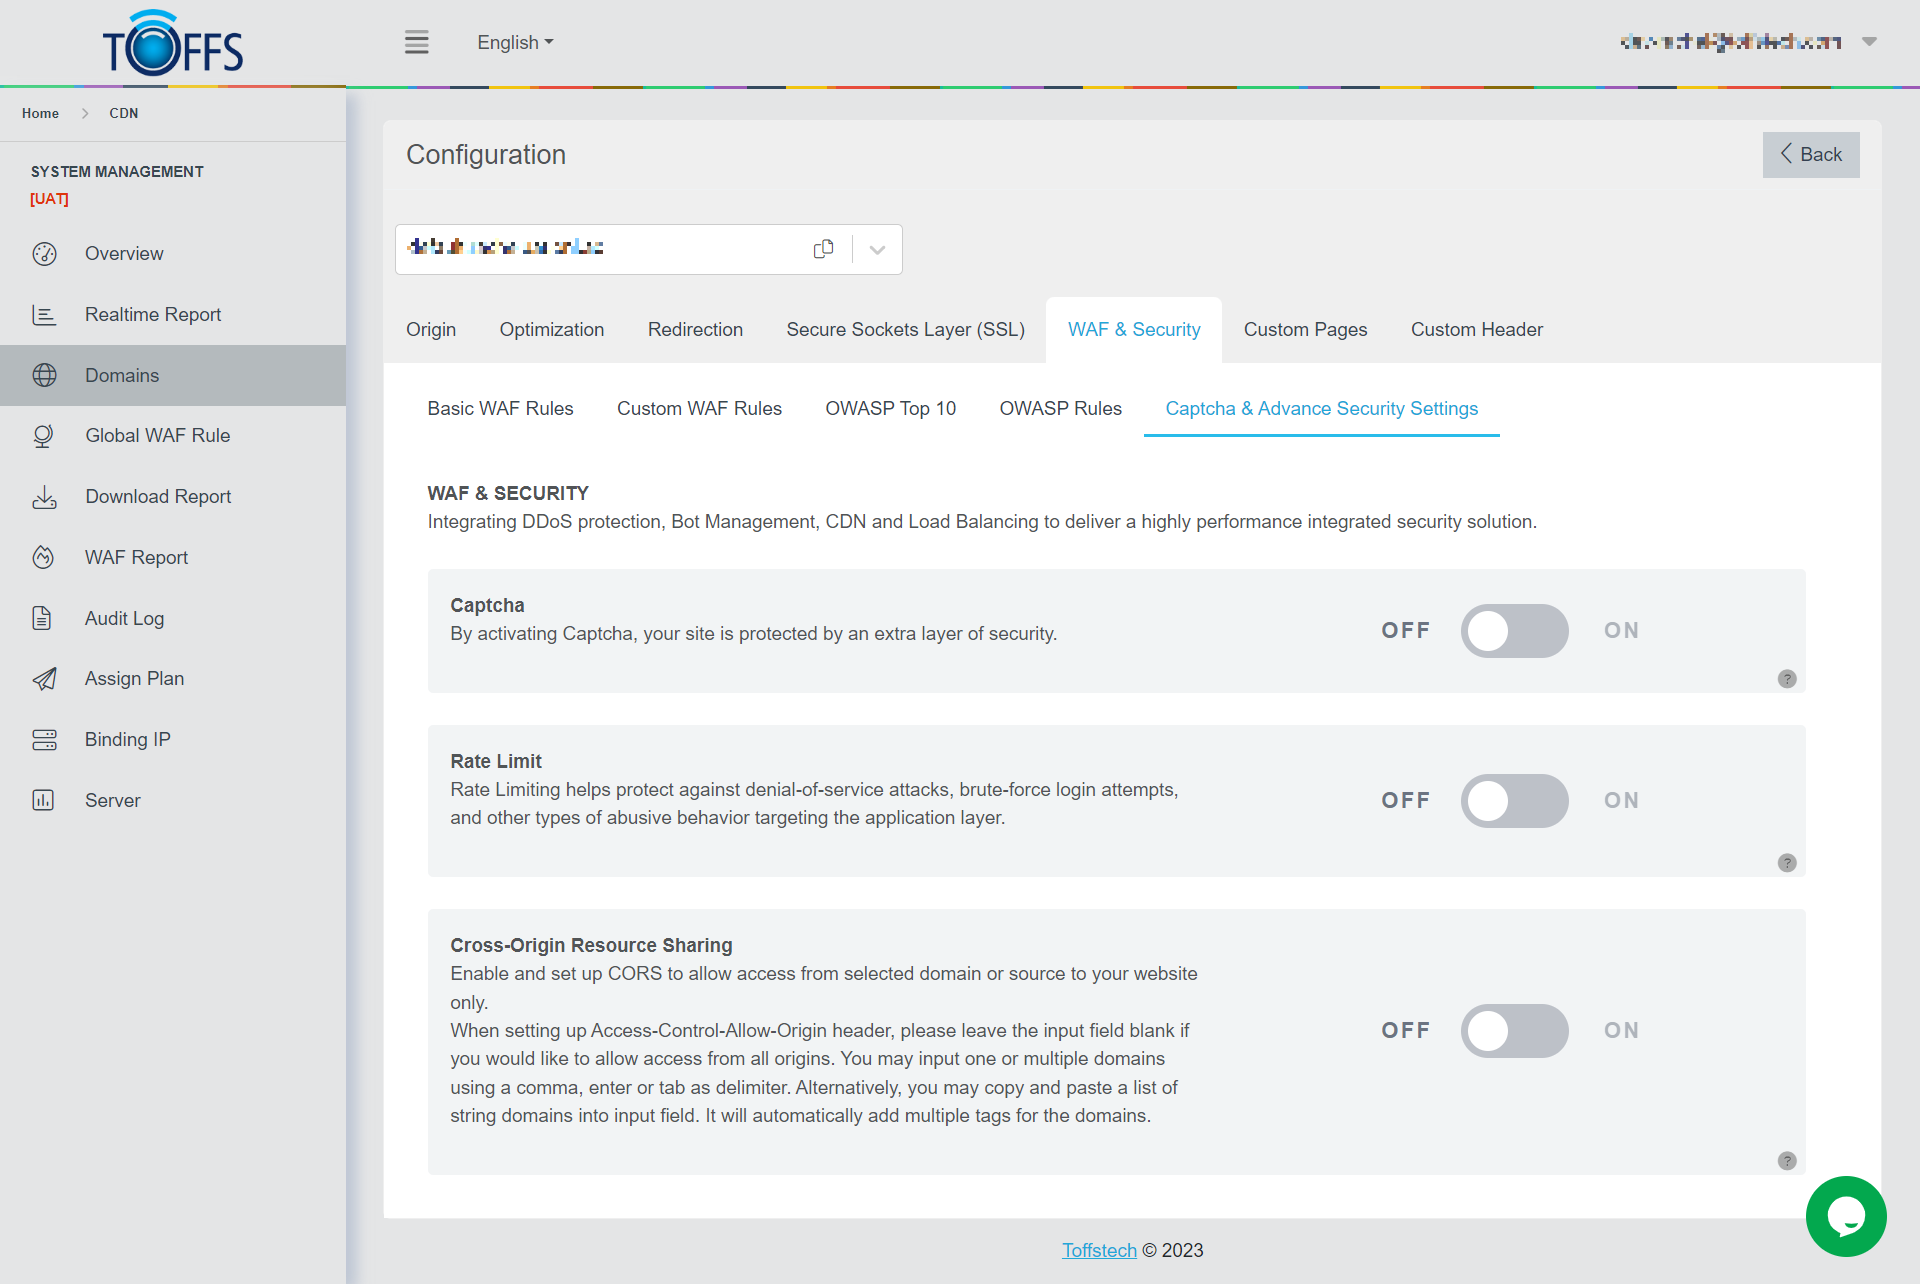 TOFFS
English
Home
CDN
SYSTEM MANAGEMENT
[UAT]
Overview
Realtime Report
Domains
Global WAF Rule
Download Report
WAF Report
Audit Log
Assign Plan
Binding IP
Server
Configuration
Back
Origin
Optimization
Redirection
Secure Sockets Layer (SSL)
WAF & Security
Custom Pages
Custom Header
Basic WAF Rules
Custom WAF Rules
OWASP Top 10
OWASP Rules
Captcha & Advance Security Settings
WAF & SECURITY
Integrating DDoS protection, Bot Management, CDN and Load Balancing to deliver a highly performance integrated security solution.
Captcha
By activating Captcha, your site is protected by an extra layer of security.
OFF
ON
?
Rate Limit
Rate Limiting helps protect against denial-of-service attacks, brute-force login attempts,
and other types of abusive behavior targeting the application layer.
OFF
ON
?
Cross-Origin Resource Sharing
Enable and set up CORS to allow access from selected domain or source to your website
only.
When setting up Access-Control-Allow-Origin header, please leave the input field blank if
you would like to allow access from all origins. You may input one or multiple domains
using a comma, enter or tab as delimiter. Alternatively, you may copy and paste a list of
string domains into input field. It will automatically add multiple tags for the domains.
OFF
ON
?
Toffstech © 2023